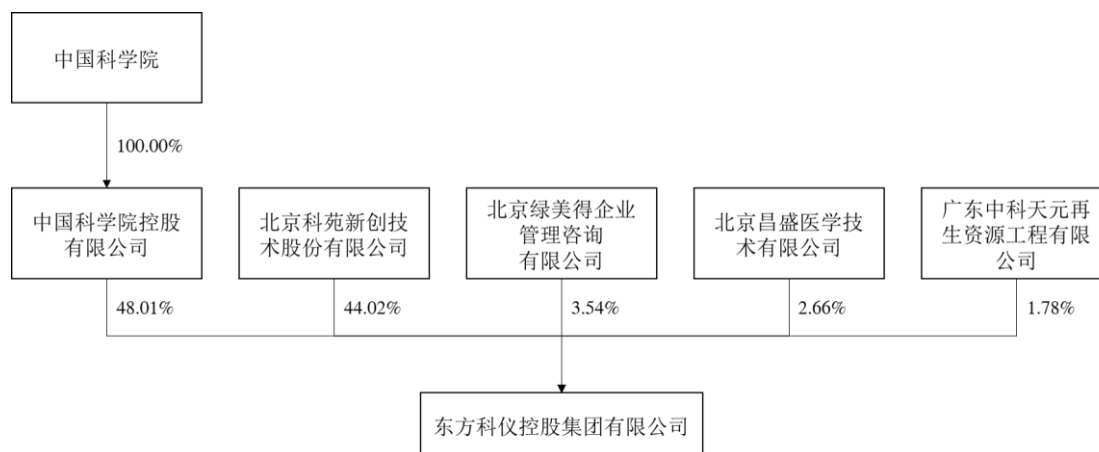 中国科学院
100.00%
中国科学院控股
有限公司
北京科苑新创技
术股份有限公司
北京绿美得企业
管理咨询
有限公司
北京昌盛医学技
术有限公司
广东中科天元再
生资源工程有限
公司
48.01%
44.02%
3.54%
2.66%
1.78%
东方科仪控股集团有限公司